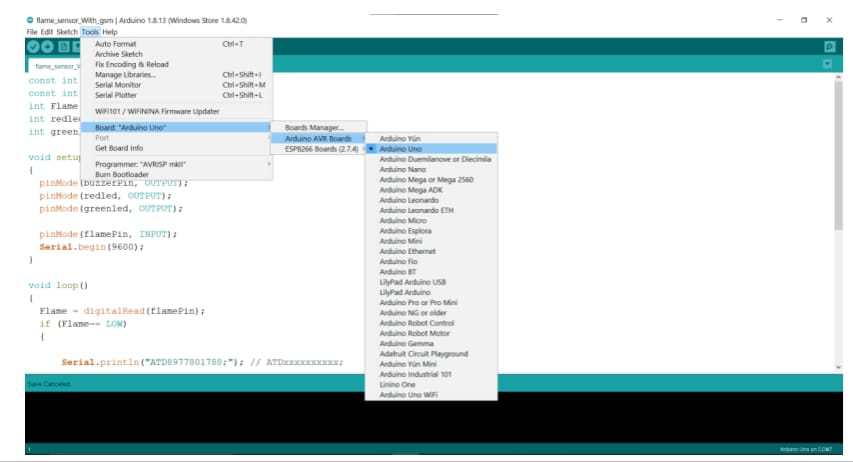 flame_sensor_With_gsm | Arduino 1.8.13 (Windows Store 1.8.42.0)
File Edit Sketch Tools Help
Auto Format Ctrl+T
Archive Sketch
Fix Encoding & Reload
Manage Libraries... Ctrl+Shift+I
Serial Monitor Ctrl+Shift+M
Serial Plotter Ctrl+Shift+L
WiFi101 / WiFiNINA Firmware Updater
Board: "Arduino Uno"
Port
Get Board Info
Programmer: "AVRISP mkII"
Burn Bootloader
Boards Manager...
Arduino AVR Boards
ESP8266 Boards (2.7.4)
Arduino Yún
Arduino Uno
Arduino Duemilanove or Diecimila
Arduino Nano
Arduino Mega or Mega 2560
Arduino Mega ADK
Arduino Leonardo
Arduino Leonardo ETH
Arduino Micro
Arduino Esplora
Arduino Mini
Arduino Ethernet
Arduino Fio
Arduino BT
LilyPad Arduino USB
LilyPad Arduino
Arduino Pro or Pro Mini
Arduino NG or older
Arduino Robot Control
Arduino Robot Motor
Arduino Gemma
Adafruit Circuit Playground
Arduino Yún Mini
Arduino Industrial 101
Linino One
Arduino Uno WiFi
flame_sensor_W
const int
const int
int Flame
int redled
int green
void setup
{
pinMode(buzzerPin, OUTPUT);
pinMode(redled, OUTPUT);
pinMode(greenled, OUTPUT);
pinMode(flamePin, INPUT);
Serial.begin(9600);
}
void loop()
{
Flame = digitalRead(flamePin);
if (Flame== LOW)
{
Serial.println("ATD8977801788;"); // ATDxxxxxxxxxx;
Save Canceled.
1
Arduino Uno on COM7